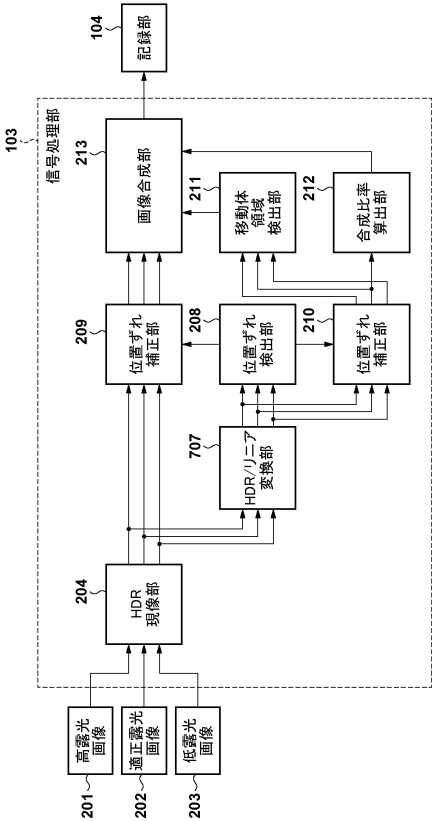 103
信号処理部
201
高露光
画像
202
適正露光
画像
203
低露光
画像
204
HDR
現像部
707
HDR/リニア
変換部
209
位置ずれ
補正部
208
位置ずれ
検出部
210
位置ずれ
補正部
213
画像合成部
211
移動体
領域
検出部
212
合成比率
算出部
104
記録部